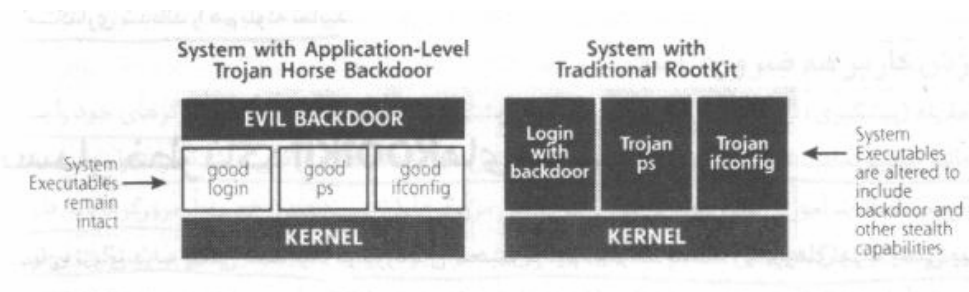 System with Application-Level
Trojan Horse Backdoor
EVIL BACKDOOR
System
Executables
remain
intact
good
login
good
ps
good
ifconfig
KERNEL
System with
Traditional RootKit
Login
with
backdoor
Trojan
ps
Trojan
ifconfig
KERNEL
System
Executables
are altered to
include
backdoor and
other stealth
capabilities